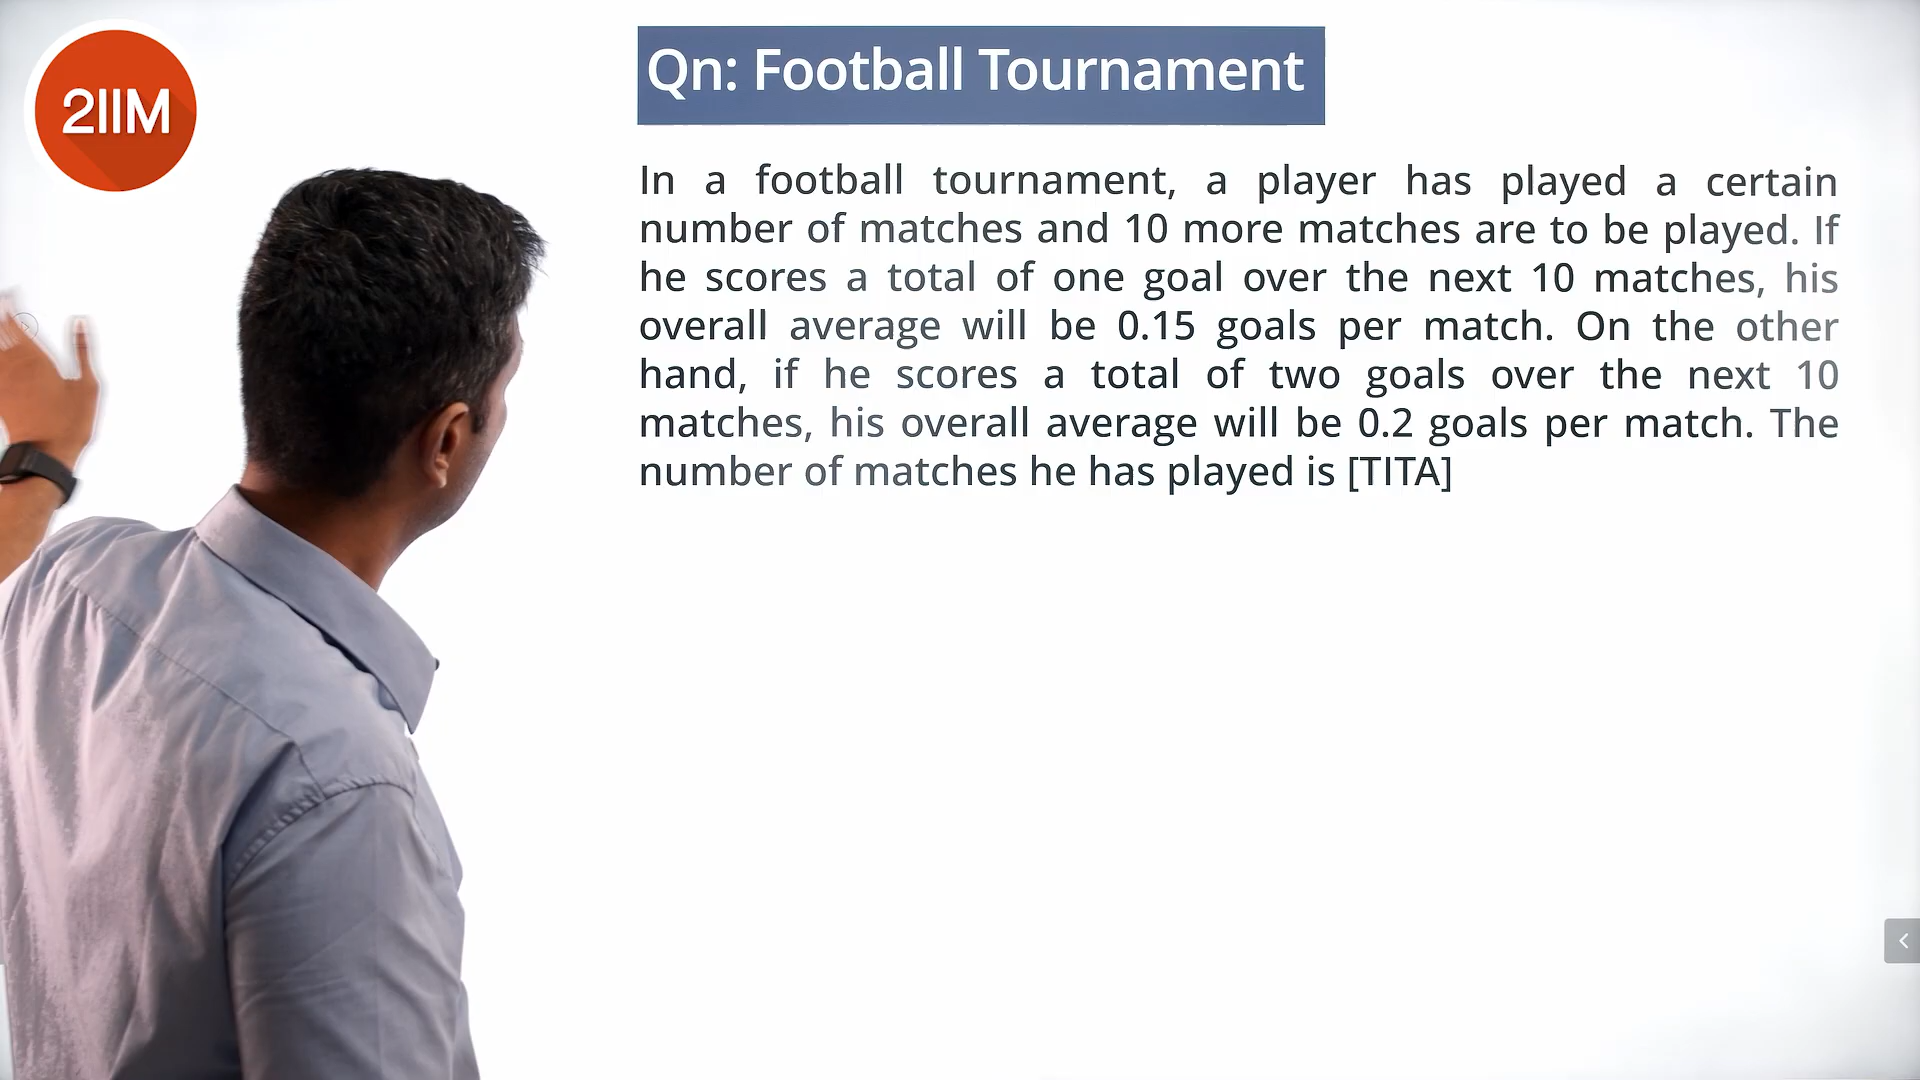 2IIM
Qn: Football Tournament
In a football tournament, a player has played a certain
number of matches and 10 more matches are to be played. If
he scores a total of one goal over the next 10 matches, his
overall average will be 0.15 goals per match. On the other
hand, if he scores a total of two goals over the next 10
matches, his overall average will be 0.2 goals per match. The
number of matches he has played is [TITA]